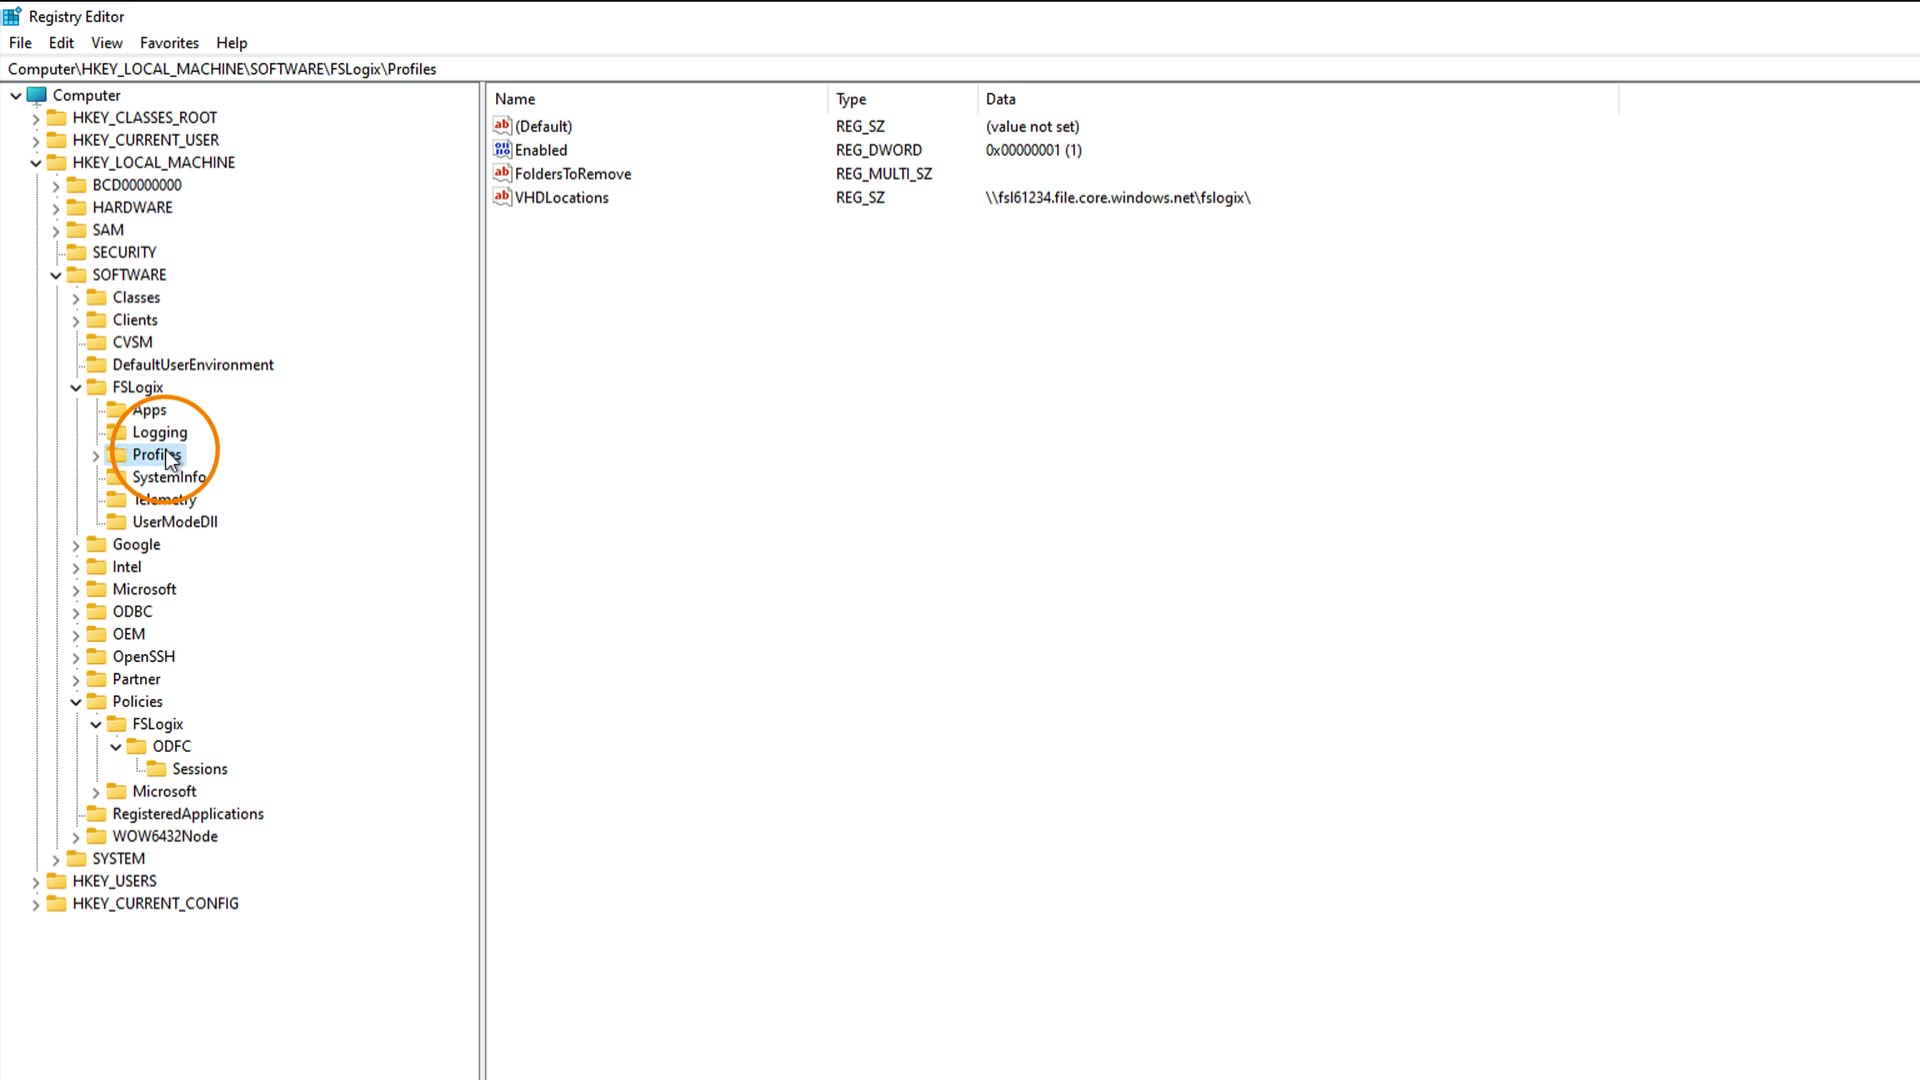 Registry Editor
File Edit View Favorites Help
Computer\HKEY_LOCAL_MACHINE\SOFTWARE\FSLogix\Profiles
Computer
HKEY_CLASSES_ROOT
HKEY_CURRENT_USER
HKEY_LOCAL_MACHINE
BCD00000000
HARDWARE
SAM
SECURITY
SOFTWARE
Classes
Clients
CVSM
DefaultUserEnvironment
FSLogix
Apps
Logging
Profiles
SystemInfo
Telemetry
UserModeDll
Google
Intel
Microsoft
ODBC
OEM
OpenSSH
Partner
Policies
FSLogix
ODFC
Sessions
Microsoft
RegisteredApplications
WOW6432Node
SYSTEM
HKEY_USERS
HKEY_CURRENT_CONFIG
Name Type Data
(Default) REG_SZ (value not set)
Enabled REG_DWORD 0x00000001 (1)
FoldersToRemove REG_MULTI_SZ
VHDLocations REG_SZ \\fsl61234.file.core.windows.net\fslogix\